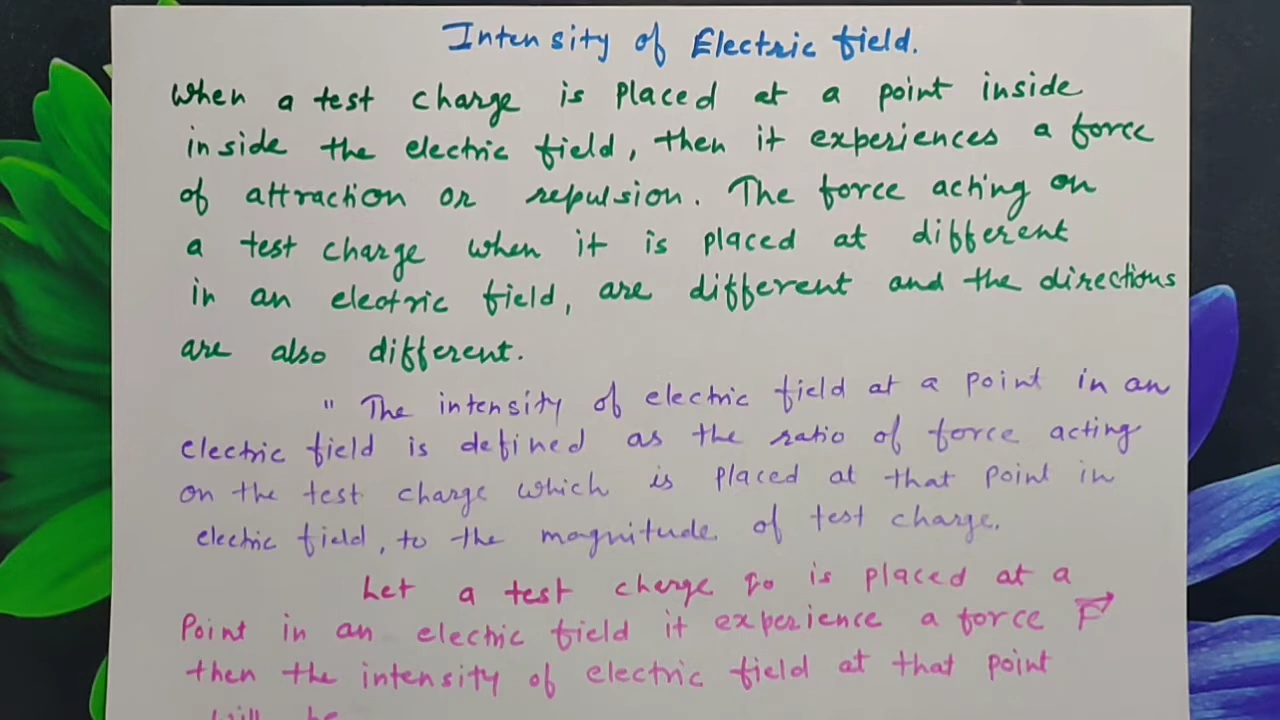 Intensity of Electric field.
When a test charge is placed at a point inside
inside the electric field, then it experiences a force
of attraction or repulsion. The force acting on
a test charge when it is placed at different
in an electric field, are different and the directions
are also different.
" The intensity of electric field at a point in an
electric field is defined as the ratio of force acting
on the test charge which is placed at that point in
electric field, to the magnitude of test charge.
Let a test charge qo is placed at a
Point in an electric field it experience a force F→
then the intensity of electric field at that point
will be